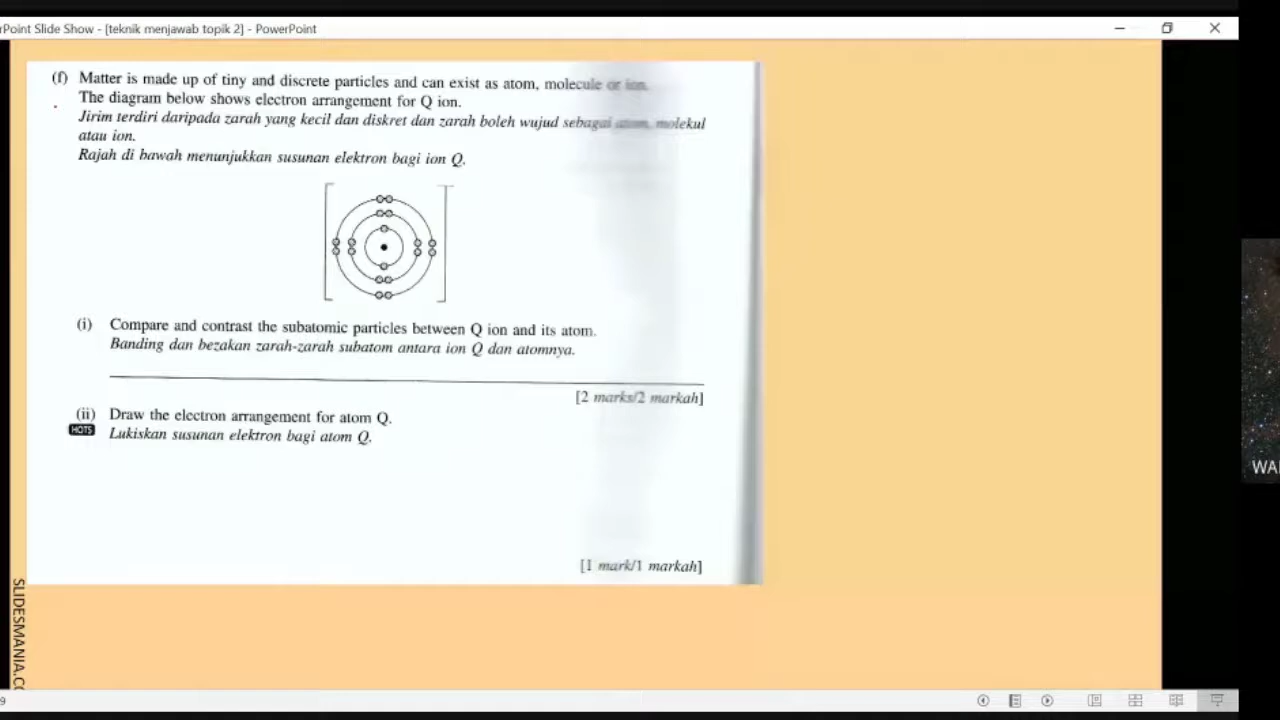 rPoint Slide Show - [teknik menjawab topik 2] - PowerPoint
(f) Matter is made up of tiny and discrete particles and can exist as atom, molecule or ion.
The diagram below shows electron arrangement for Q ion.
Jirim terdiri daripada zarah yang kecil dan diskret dan zarah boleh wujud sebagai atom, molekul
atau ion.
Rajah di bawah menunjukkan susunan elektron bagi ion Q.
(i) Compare and contrast the subatomic particles between Q ion and its atom.
Banding dan bezakan zarah-zarah subatom antara ion Q dan atomnya.
[2 marks/2 markah]
(ii) Draw the electron arrangement for atom Q.
HOTS Lukiskan susunan elektron bagi atom Q.
[1 mark/1 markah]
SLIDESMANIA.C
9
WA